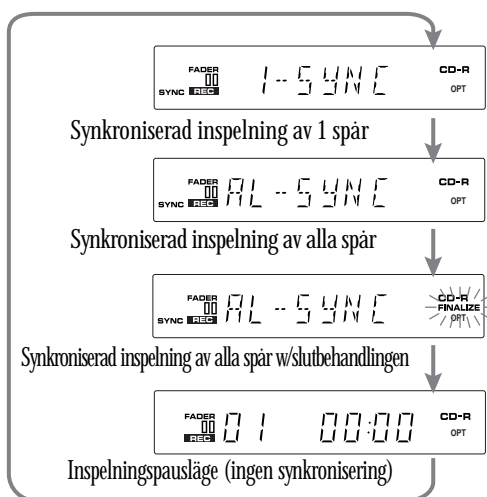 FADER
SYNC REC 1-SYNC CD-R
OPT
Synkroniserad inspelning av 1 spår
FADER
SYNC REC AL-SYNC CD-R
OPT
Synkroniserad inspelning av alla spår
FADER
SYNC REC AL-SYNC CD-R
FINALIZE
OPT
Synkroniserad inspelning av alla spår w/slutbehandlingen
FADER
REC 01 00:00 CD-R
OPT
Inspelningspausläge (ingen synkronisering)